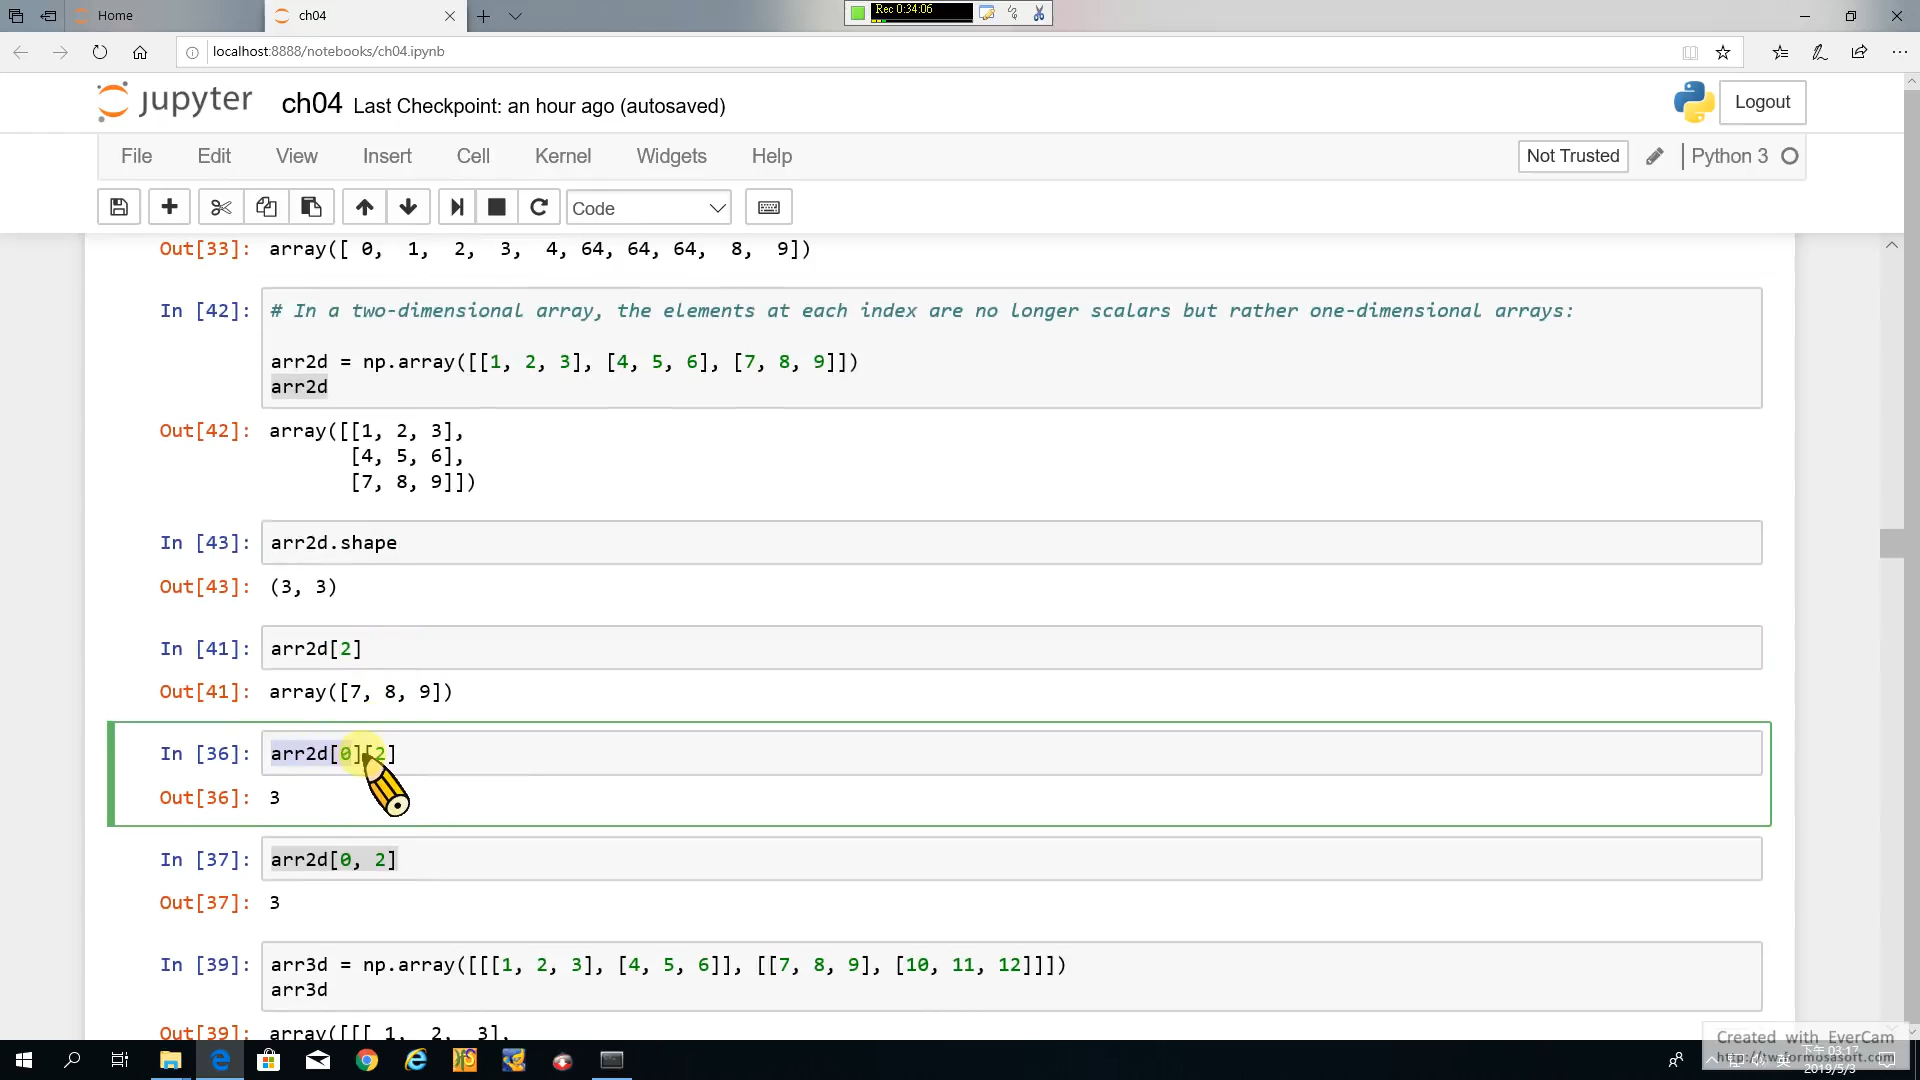 Home
ch04
Rec 0:34:06
localhost:8888/notebooks/ch04.ipynb
jupyter ch04 Last Checkpoint: an hour ago (autosaved)
Logout
File Edit View Insert Cell Kernel Widgets Help
Not Trusted
Python 3
Code
Out[33]: array([ 0, 1, 2, 3, 4, 64, 64, 64, 8, 9])
In [42]: # In a two-dimensional array, the elements at each index are no longer scalars but rather one-dimensional arrays:
arr2d = np.array([[1, 2, 3], [4, 5, 6], [7, 8, 9]])
arr2d
Out[42]: array([[1, 2, 3],
[4, 5, 6],
[7, 8, 9]])
In [43]: arr2d.shape
Out[43]: (3, 3)
In [41]: arr2d[2]
Out[41]: array([7, 8, 9])
In [36]: arr2d[0][2]
Out[36]: 3
In [37]: arr2d[0, 2]
Out[37]: 3
In [39]: arr3d = np.array([[[1, 2, 3], [4, 5, 6]], [[7, 8, 9], [10, 11, 12]]])
arr3d
Out[39]: array([[[ 1, 2, 3],
Created with EverCam
下午 03:17
2019/5/3